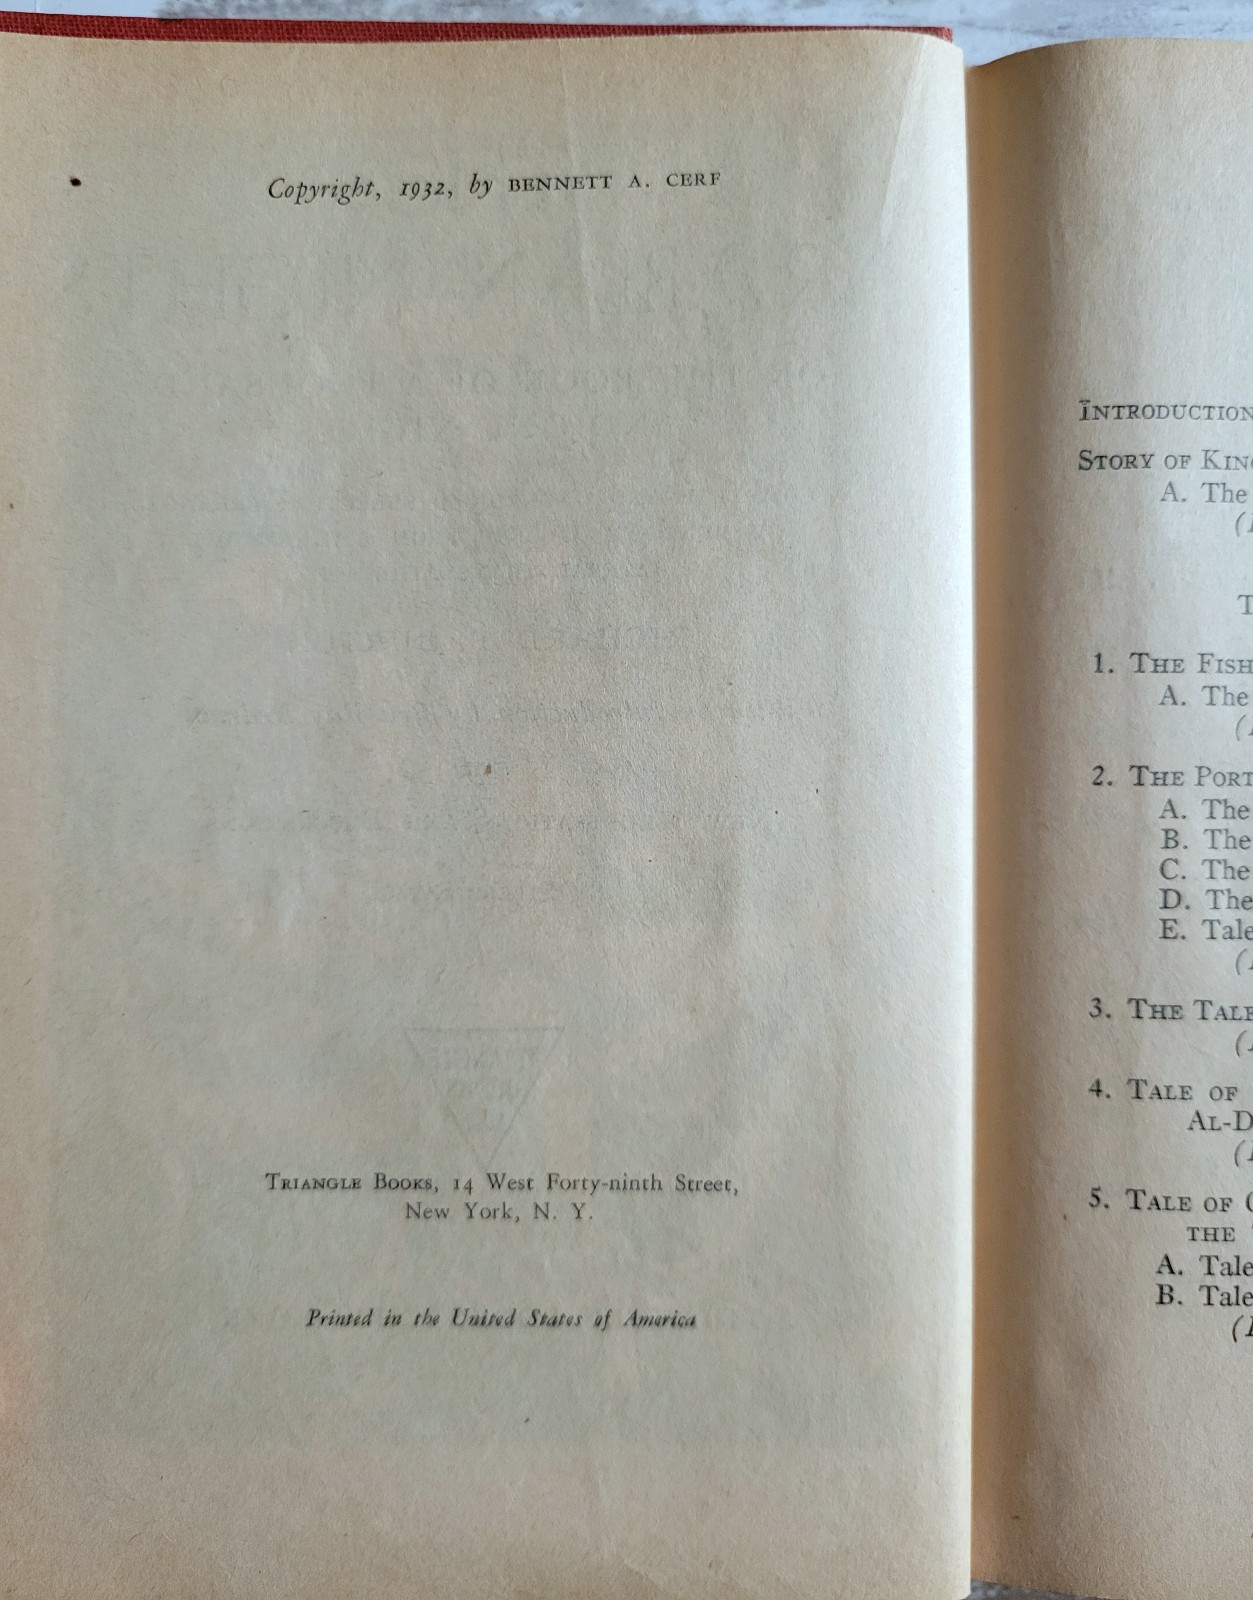 Copyright, 1932, by BENNETT A. CERF
TRIANGLE BOOKS, 14 West Forty-ninth Street,
New York, N. Y.
Printed in the United States of America
INTRODUCTION
STORY OF KING
A. The
(1
T
1. THE FISH
A. The
2. THE PORT
A. The
B. The
C. The
D. The
E. Tale
3. THE TALE
4. TALE OF
AL-D
5. TALE OF
THE
A. Tale
B. Tale